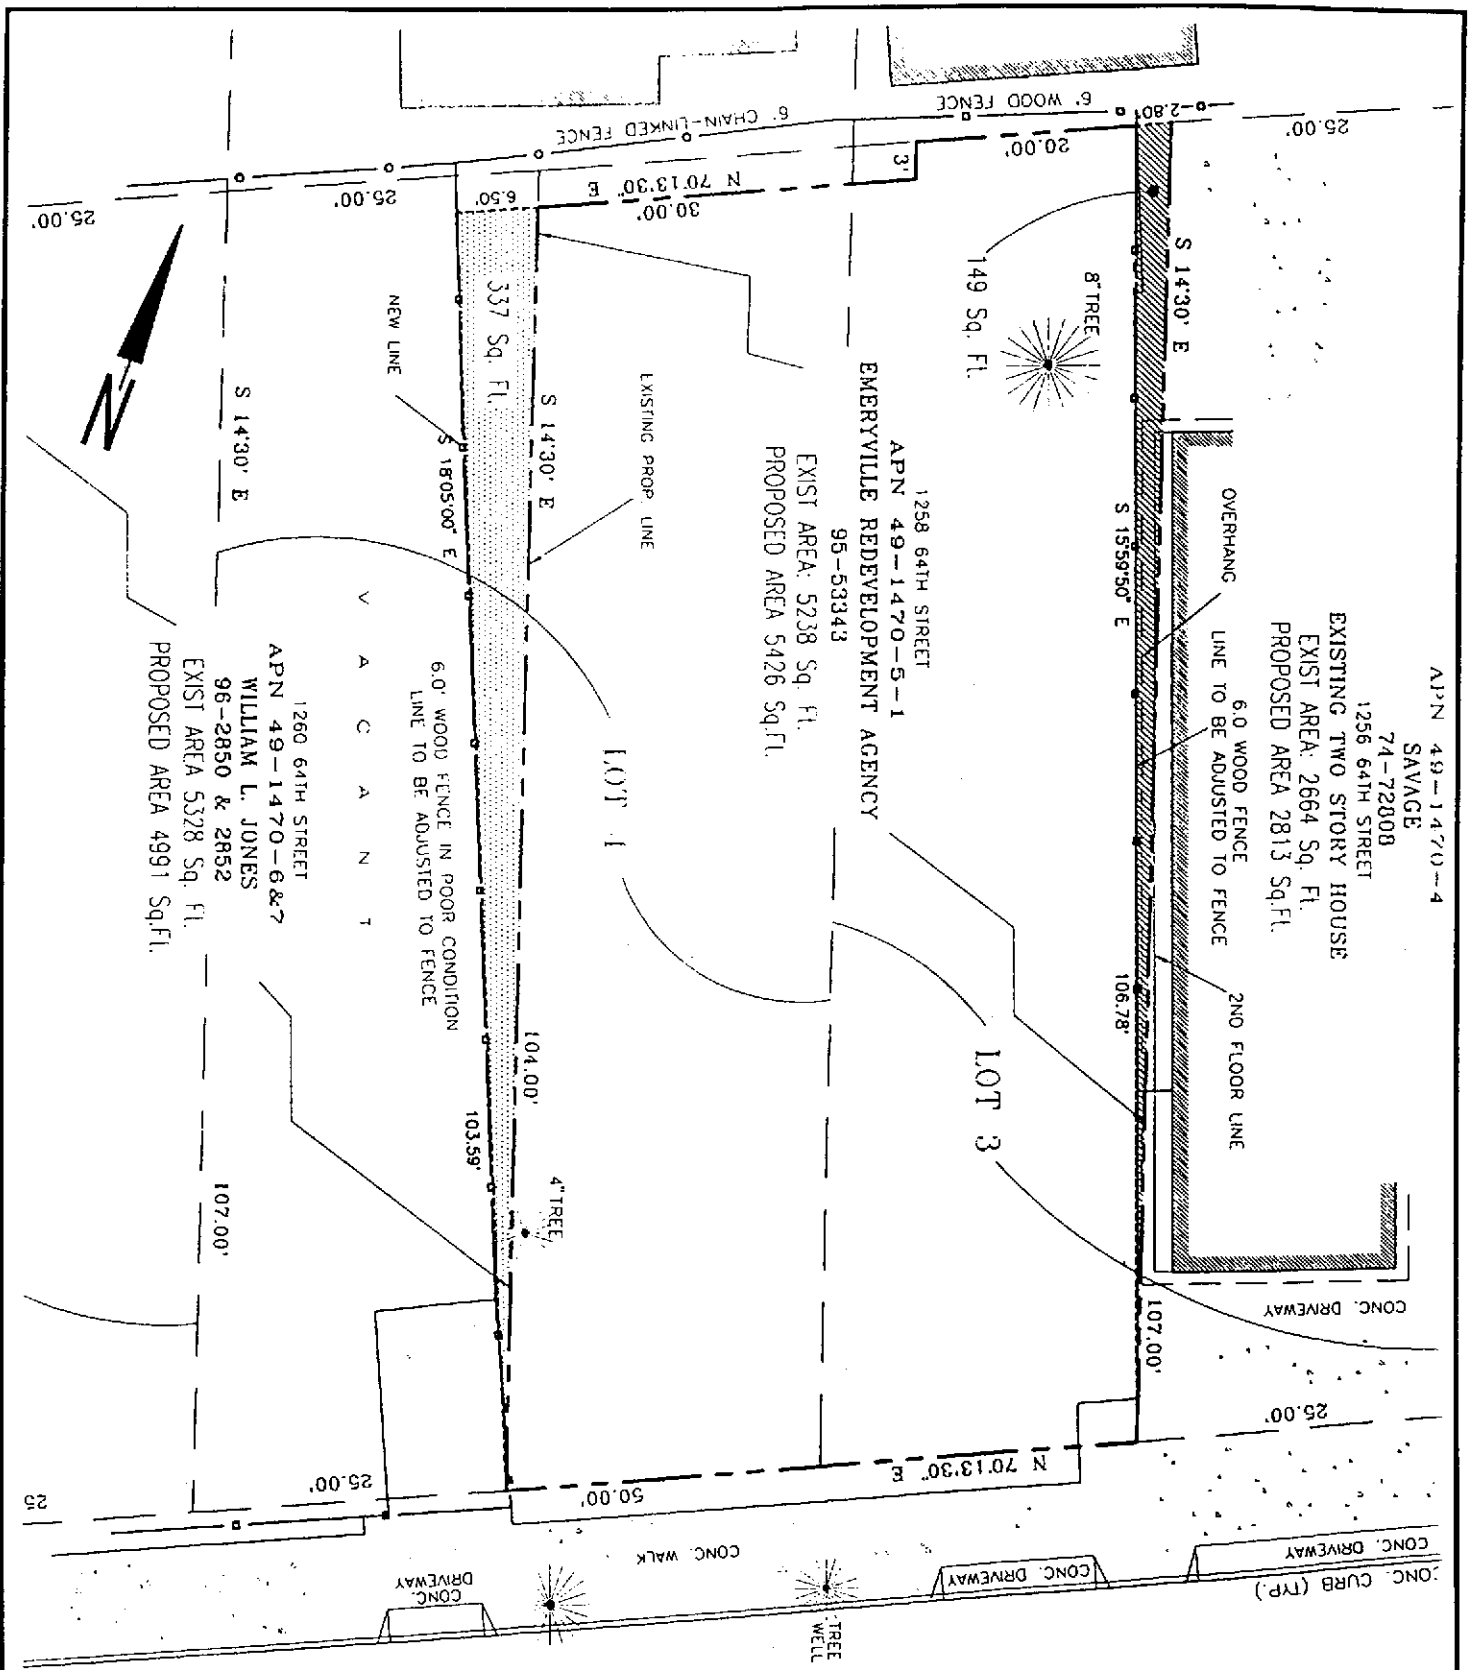 APN 49-1470-4
SAVAGE
74-72808
1256 64TH STREET
EXISTING TWO STORY HOUSE
EXIST AREA: 2664 Sq. Ft.
PROPOSED AREA 2813 Sq.Ft.
6.0 WOOD FENCE
LINE TO BE ADJUSTED TO FENCE
OVERHANG
2ND FLOOR LINE
CONC. DRIVEWAY
25.00'
2.80'
6' WOOD FENCE
6' CHAIN-LINKED FENCE
20.00'
3'
N 70°13'30" E
30.00'
6.50'
25.00'
25.00'
S 14°30' E
149 Sq. Ft.
8" TREE
S 15°59'50" E
106.78'
107.00'
25.00'
1258 64TH STREET
APN 49-1470-5-1
EMERYVILLE REDEVELOPMENT AGENCY
95-53343
EXIST AREA: 5238 Sq. Ft.
PROPOSED AREA 5426 Sq.Ft.
LOT 3
LOT 4
EXISTING PROP. LINE
S 14°30' E
104.00'
337 Sq. Ft.
NEW LINE
S 18°05'00" E
103.59'
4" TREE
6.0' WOOD FENCE IN POOR CONDITION
LINE TO BE ADJUSTED TO FENCE
VACANT
1260 64TH STREET
APN 49-1470-6&7
WILLIAM L. JONES
96-2850 & 2852
EXIST AREA 5328 Sq. Ft.
PROPOSED AREA 4991 Sq.Ft.
S 14°30' E
107.00'
N
N 70°13'30" E
50.00'
25.00'
25
CONC. WALK
CONC. DRIVEWAY
CONC. DRIVEWAY
CONC.
DRIVEWAY
TREE
WELL
CONC. CURB (TYP.)